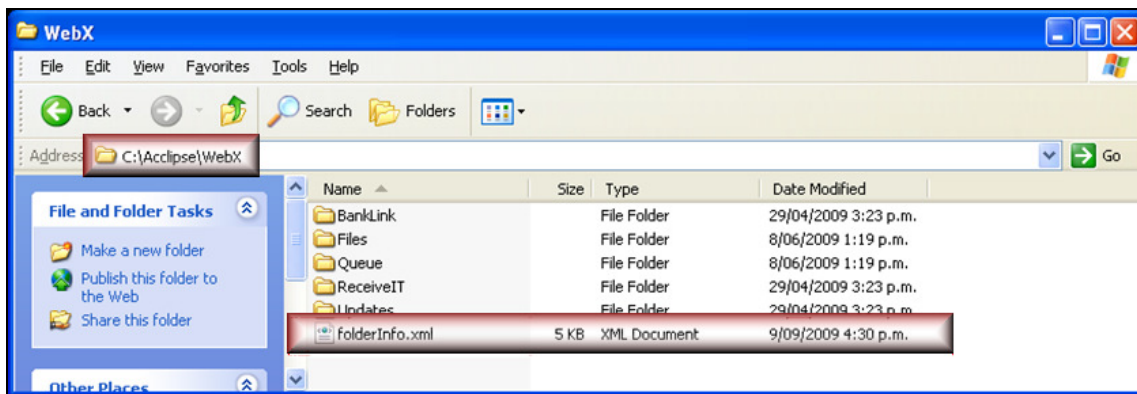 WebX
File Edit View Favorites Tools Help
Back Search Folders
Address C:\Acclipse\WebX Go
Name Size Type Date Modified
File and Folder Tasks
Make a new folder
Publish this folder to
the Web
Share this folder
Other Places
BankLink File Folder 29/04/2009 3:23 p.m.
Files File Folder 8/06/2009 1:19 p.m.
Queue File Folder 8/06/2009 1:19 p.m.
ReceiveIT File Folder 29/04/2009 3:23 p.m.
Updates File Folder 29/04/2009 3:23 p.m.
folderInfo.xml 5 KB XML Document 9/09/2009 4:30 p.m.